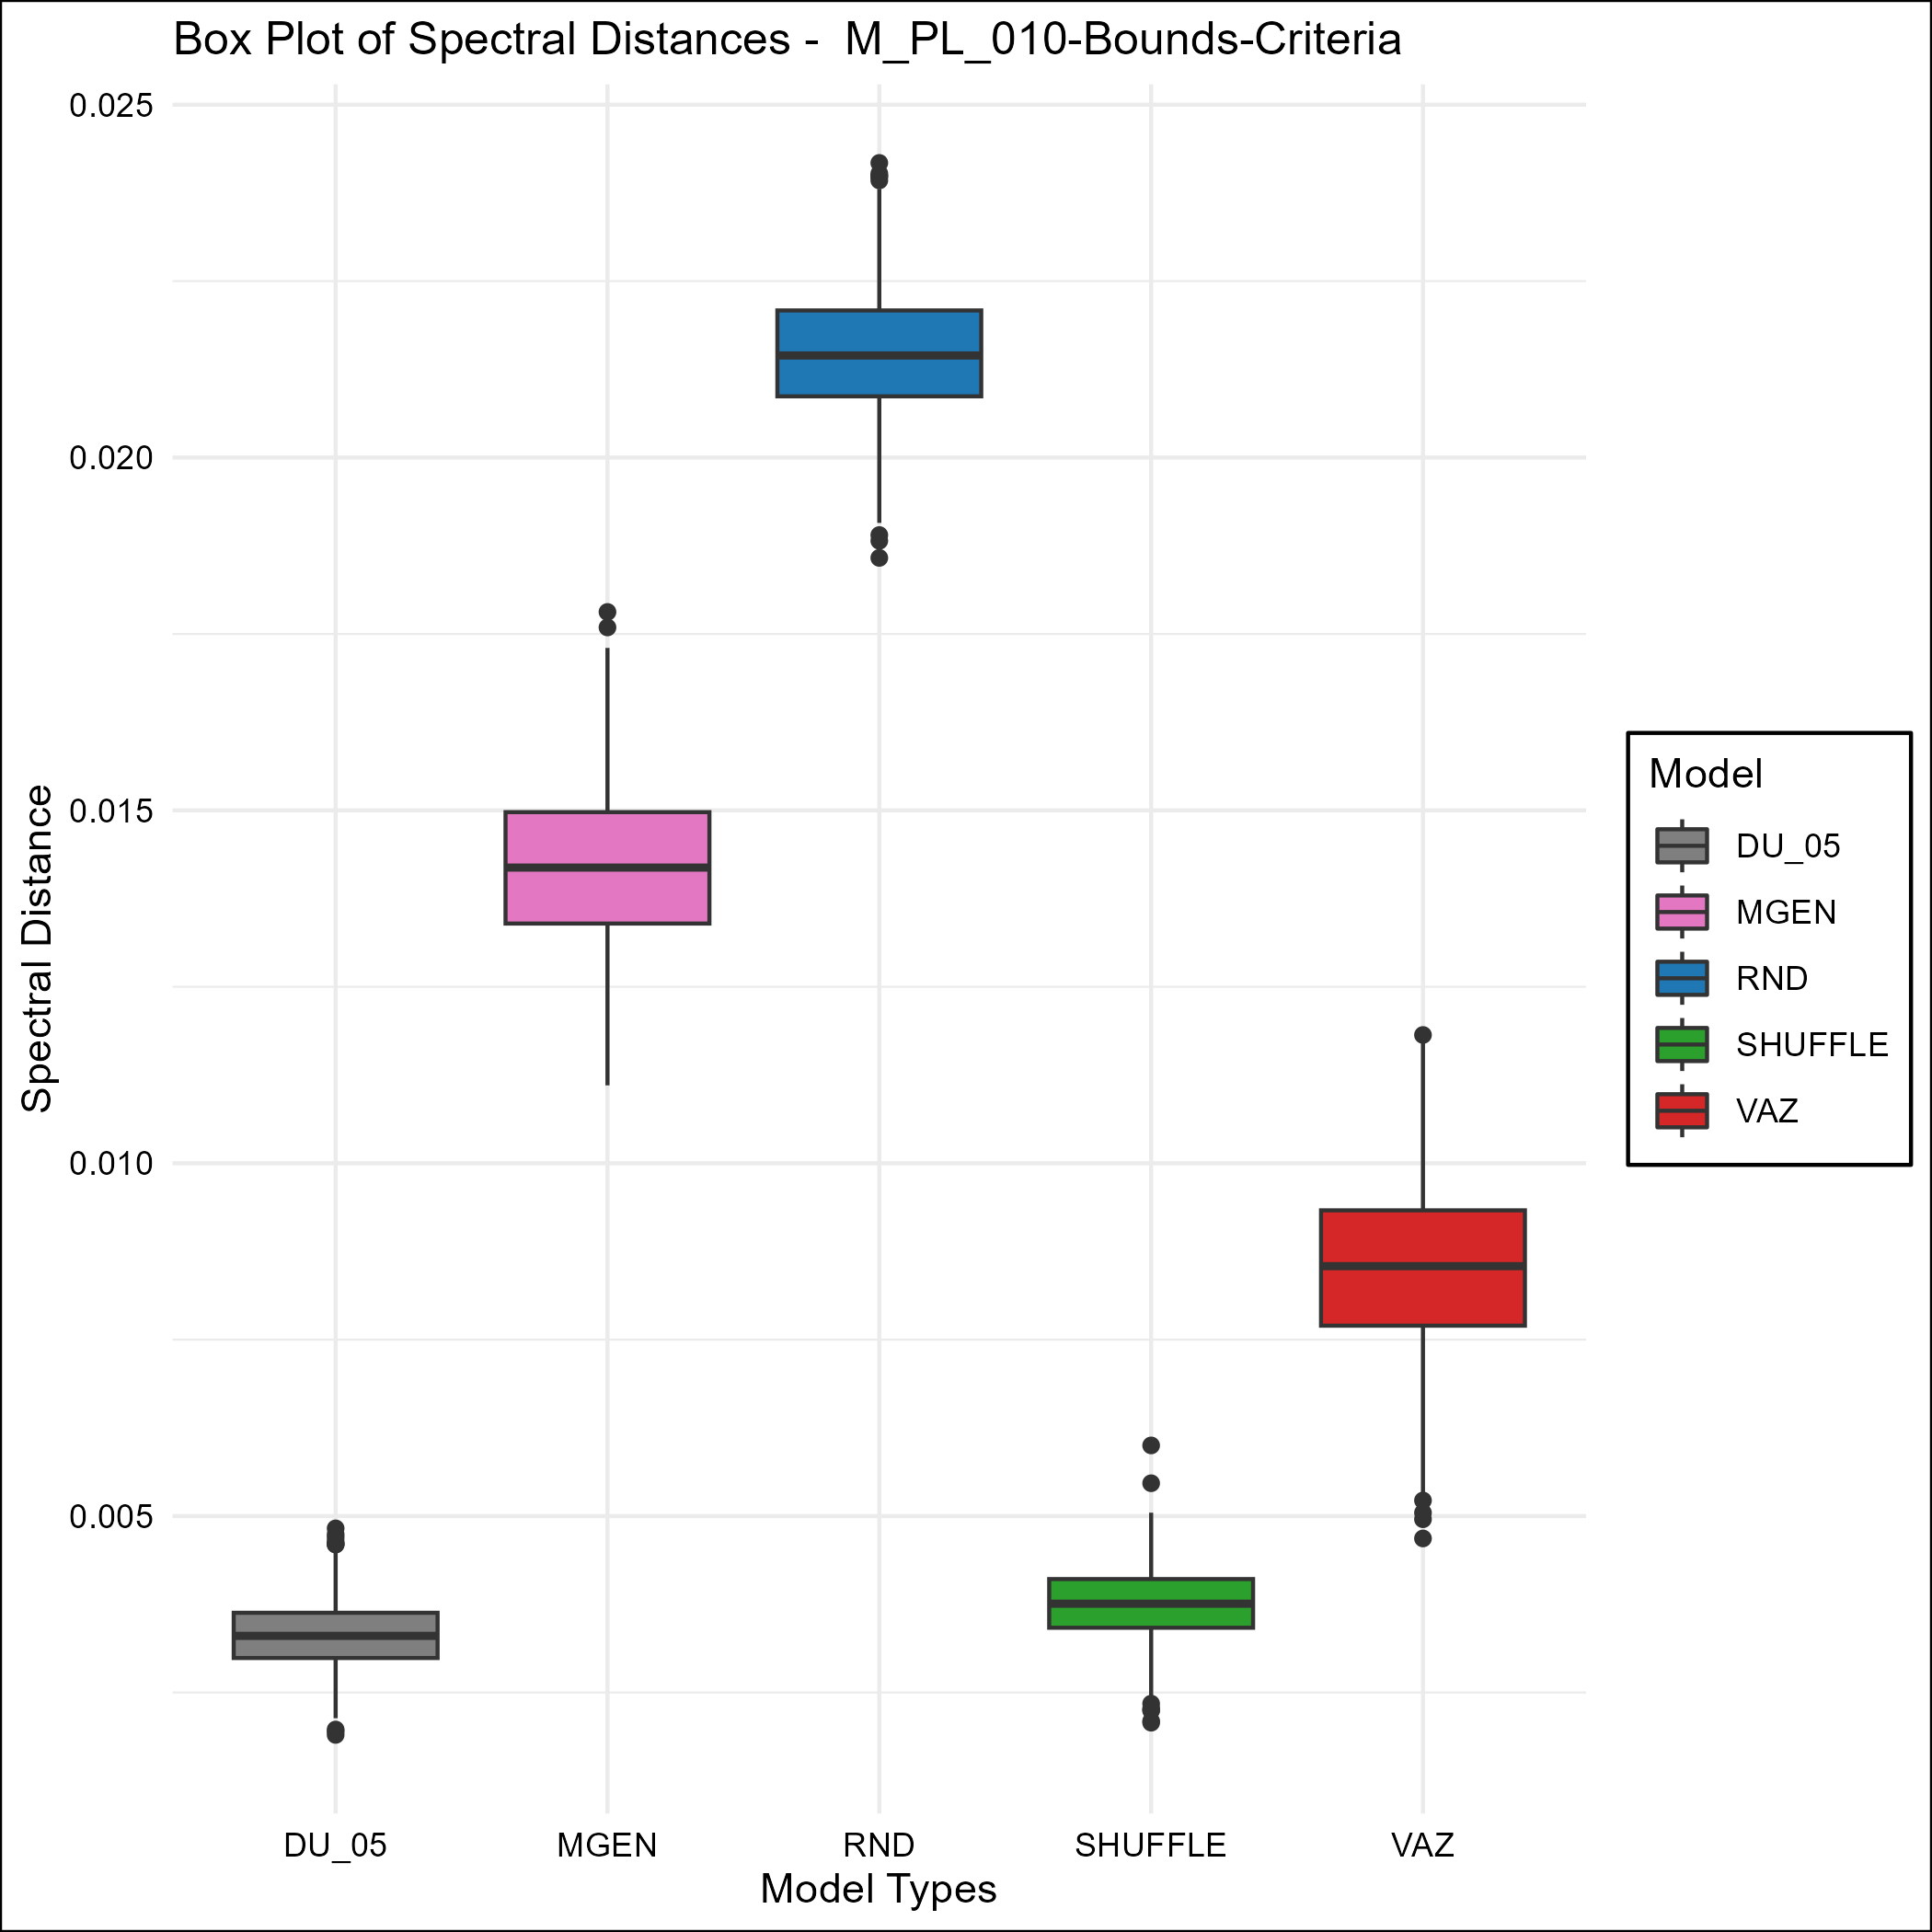 Box Plot of Spectral Distances -  M_PL_010-Bounds-Criteria
0.025
0.020
0.015
0.010
0.005
Spectral Distance
DU_05
MGEN
RND
SHUFFLE
VAZ
Model Types
Model
DU_05
MGEN
RND
SHUFFLE
VAZ